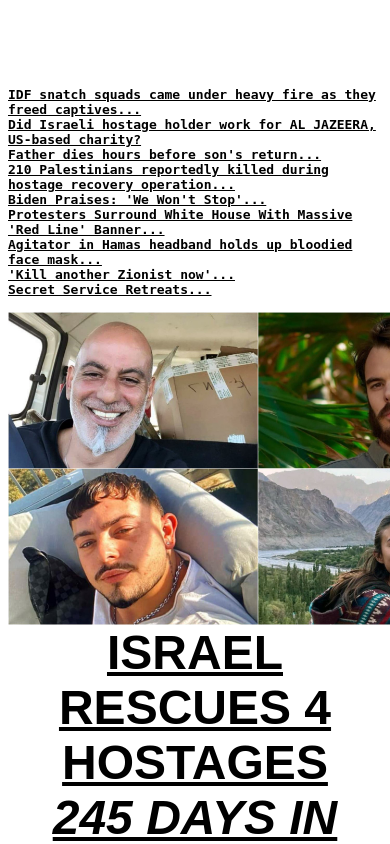 IDF snatch squads came under heavy fire as they
freed captives...
Did Israeli hostage holder work for AL JAZEERA,
US-based charity?
Father dies hours before son's return...
210 Palestinians reportedly killed during
hostage recovery operation...
Biden Praises: 'We Won't Stop'...
Protesters Surround White House With Massive
'Red Line' Banner...
Agitator in Hamas headband holds up bloodied
face mask...
'Kill another Zionist now'...
Secret Service Retreats...
ISRAEL
RESCUES 4
HOSTAGES
245 DAYS IN